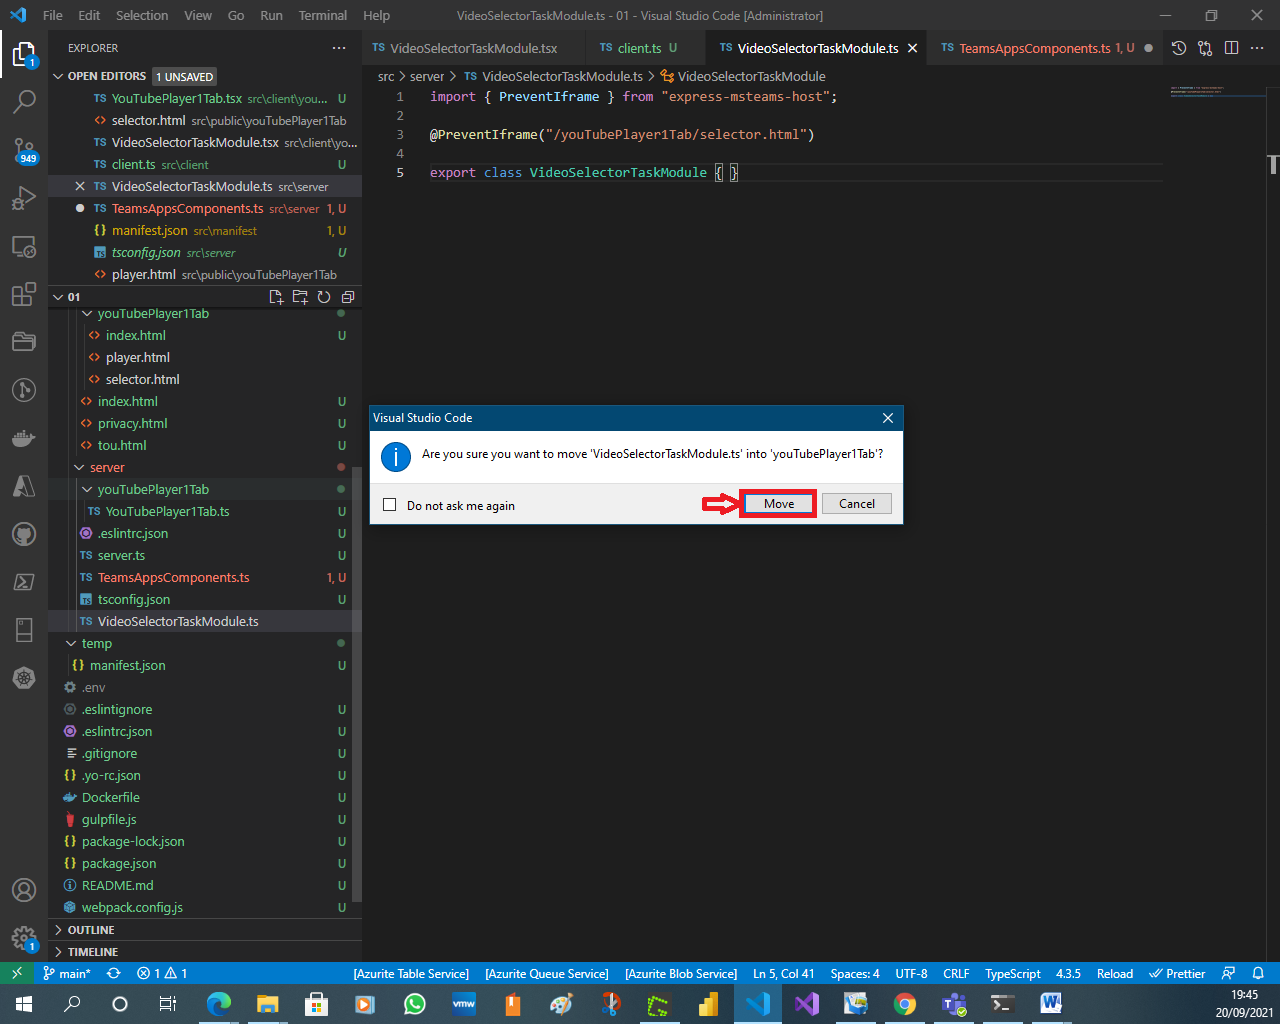 File Edit Selection View Go Run Terminal Help VideoSelectorTaskModule.ts - 01 - Visual Studio Code [Administrator]
EXPLORER
OPEN EDITORS 1 UNSAVED
TS YouTubePlayer1Tab.tsx src\client\you... U
<> selector.html src\public\youTubePlayer1Tab
TS VideoSelectorTaskModule.tsx src\client\yo...
TS client.ts src\client U
TS VideoSelectorTaskModule.ts src\server
TS TeamsAppsComponents.ts src\server 1, U
{} manifest.json src\manifest 1, U
TS tsconfig.json src\server U
<> player.html src\public\youTubePlayer1Tab
01
youTubePlayer1Tab
<> index.html U
<> player.html
<> selector.html
<> index.html U
<> privacy.html U
<> tou.html U
server
youTubePlayer1Tab
TS YouTubePlayer1Tab.ts U
.eslintrc.json U
TS server.ts U
TS TeamsAppsComponents.ts 1, U
TS tsconfig.json U
TS VideoSelectorTaskModule.ts
temp
{} manifest.json U
.env
.eslintignore U
.eslintrc.json U
.gitignore U
{} .yo-rc.json U
Dockerfile U
gulpfile.js U
{} package-lock.json U
{} package.json U
README.md U
webpack.config.js U
OUTLINE
TIMELINE
1
949
1
TS VideoSelectorTaskModule.tsx TS client.ts U TS VideoSelectorTaskModule.ts TS TeamsAppsComponents.ts 1, U
src > server > TS VideoSelectorTaskModule.ts > VideoSelectorTaskModule
1 import { PreventIframe } from "express-msteams-host";
2
3 @PreventIframe("/youTubePlayer1Tab/selector.html")
4
5 export class VideoSelectorTaskModule { }
Visual Studio Code
Are you sure you want to move 'VideoSelectorTaskModule.ts' into 'youTubePlayer1Tab'?
Do not ask me again
Move Cancel
main* 1 1 [Azurite Table Service] [Azurite Queue Service] [Azurite Blob Service] Ln 5, Col 41 Spaces: 4 UTF-8 CRLF TypeScript 4.3.5 Reload Prettier
vmw
19:45
20/09/2021